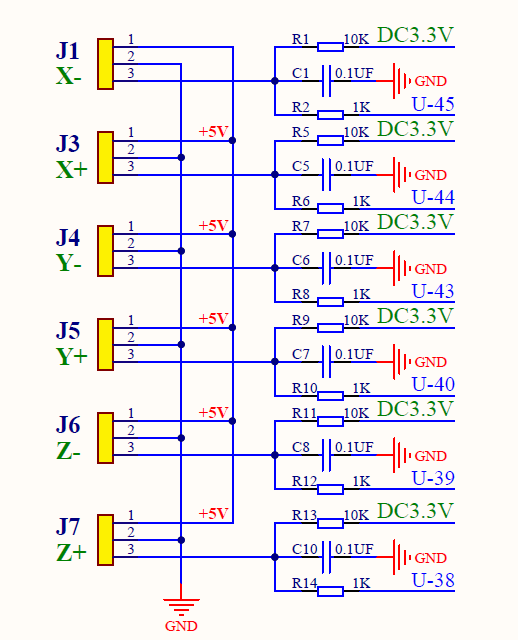 J1 X- 1 2 3 R1 10K DC3.3V
C1 0.1UF GND
R2 1K U-45
J3 X+ 1 2 3 +5V R5 10K DC3.3V
C5 0.1UF GND
R6 1K U-44
J4 Y- 1 2 3 +5V R7 10K DC3.3V
C6 0.1UF GND
R8 1K U-43
J5 Y+ 1 2 3 +5V R9 10K DC3.3V
C7 0.1UF GND
R10 1K U-40
J6 Z- 1 2 3 +5V R11 10K DC3.3V
C8 0.1UF GND
R12 1K U-39
J7 Z+ 1 2 3 +5V R13 10K DC3.3V
C10 0.1UF GND
R14 1K U-38
GND